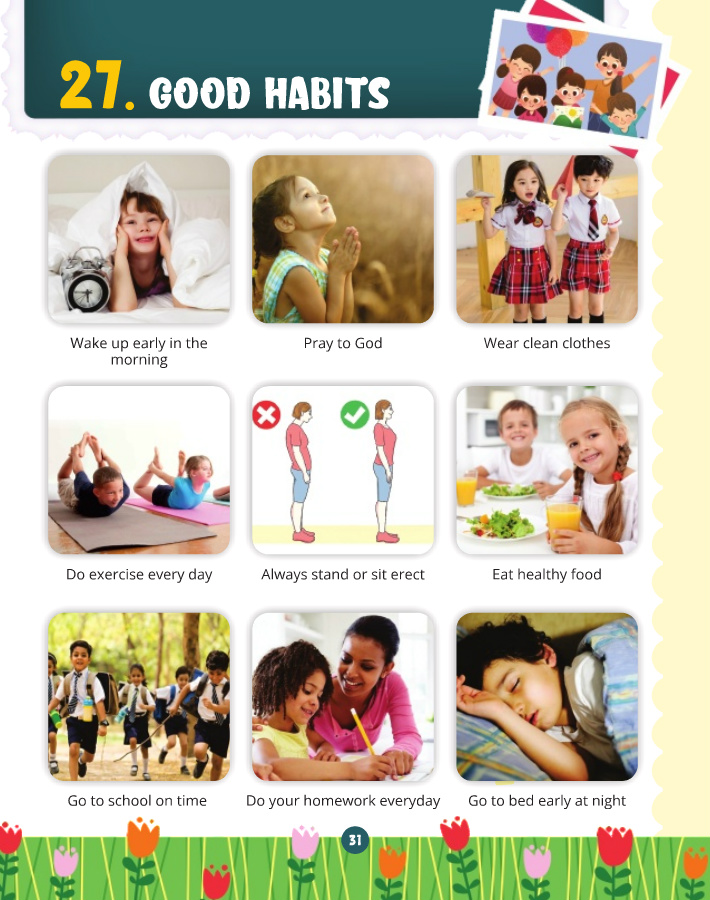 27. GOOD HABITS
Wake up early in the
morning
Pray to God
Wear clean clothes
Do exercise every day
Always stand or sit erect
Eat healthy food
Go to school on time
Do your homework everyday
Go to bed early at night
31